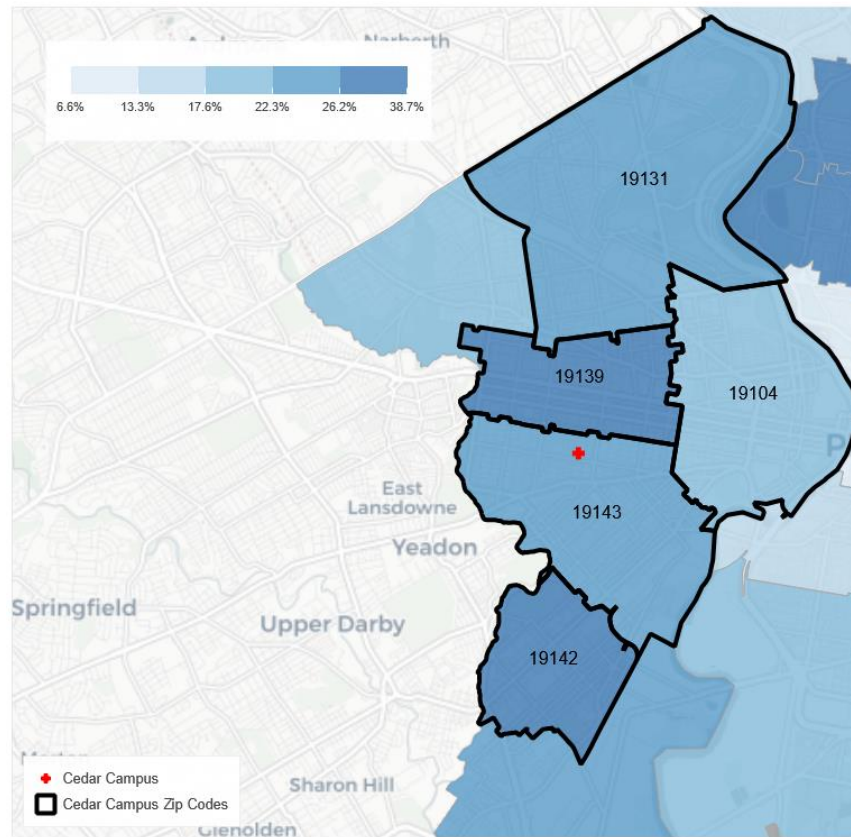 Narberth
6.6% 13.3% 17.6% 22.3% 26.2% 38.7%
19131
19139
19104
East
Lansdowne
19143
Yeadon
Springfield
Upper Darby
19142
Cedar Campus
Sharon Hill
Cedar Campus Zip Codes
Glenolden